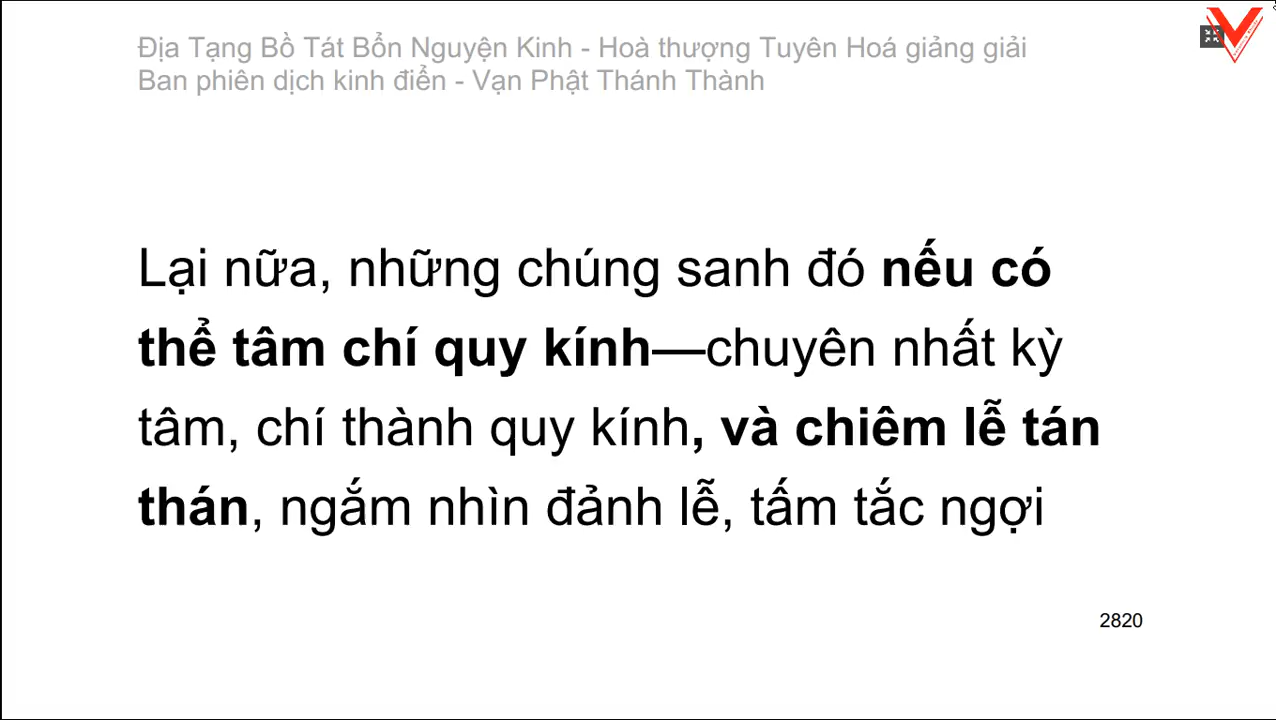 Địa Tạng Bồ Tát Bổn Nguyện Kinh - Hoà thượng Tuyên Hoá giảng giải
Ban phiên dịch kinh điển - Vạn Phật Thánh Thành
Lại nữa, những chúng sanh đó nếu có
thể tâm chí quy kính—chuyên nhất kỳ
tâm, chí thành quy kính, và chiêm lễ tán
thán, ngắm nhìn đảnh lễ, tấm tắc ngợi
2820